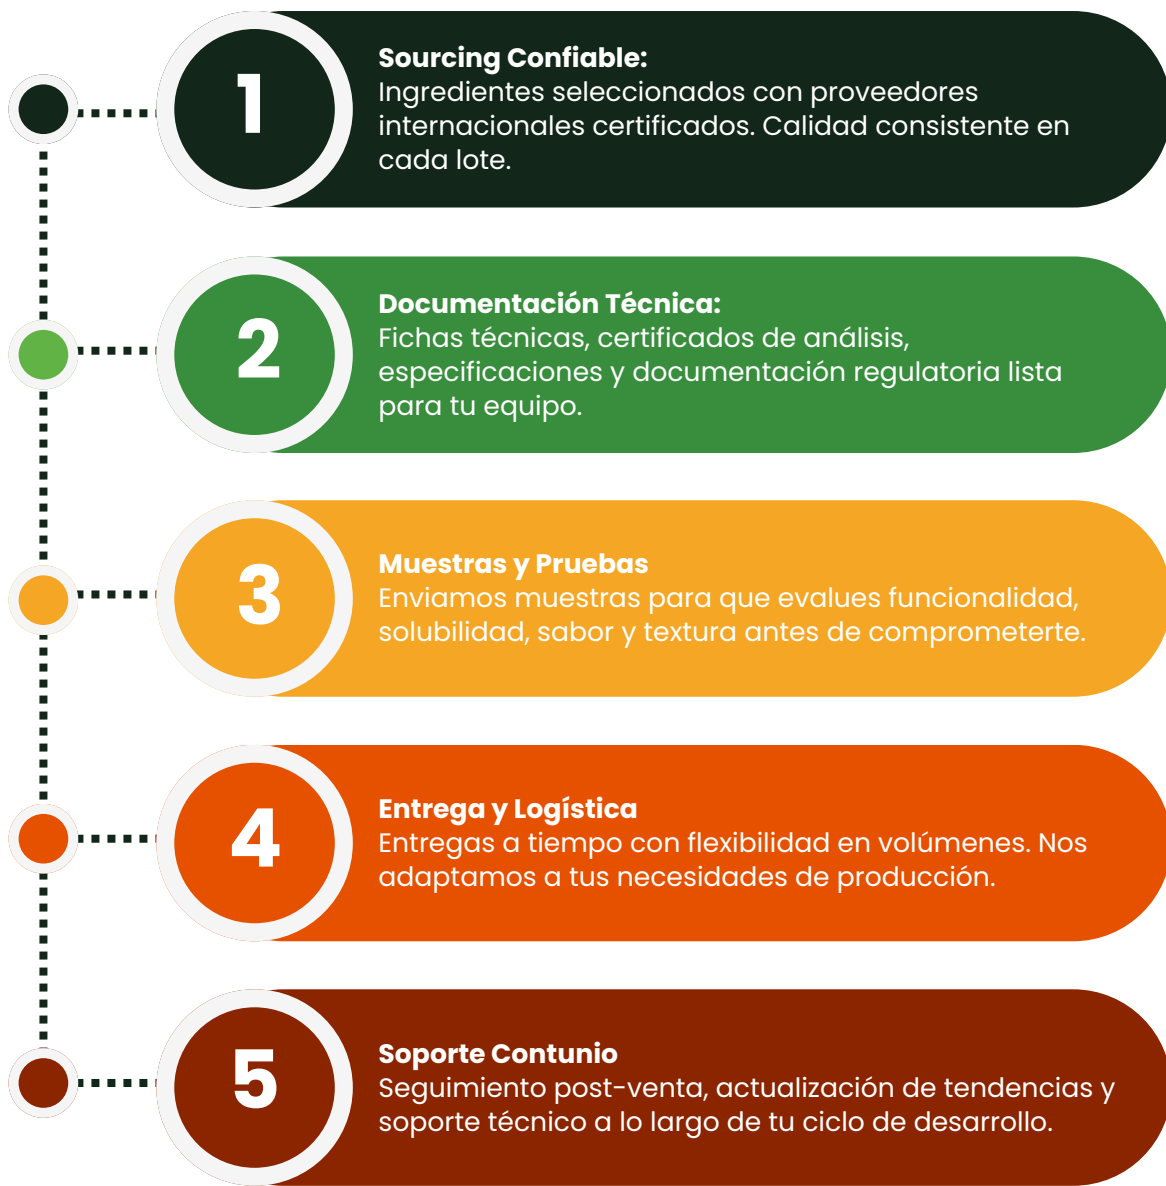 1
Sourcing Confiable:
Ingredientes seleccionados con proveedores
internacionales certificados. Calidad consistente en
cada lote.
2
Documentación Técnica:
Fichas técnicas, certificados de análisis,
especificaciones y documentación regulatoria lista
para tu equipo.
3
Muestras y Pruebas
Enviamos muestras para que evalues funcionalidad,
solubilidad, sabor y textura antes de comprometerte.
4
Entrega y Logística
Entregas a tiempo con flexibilidad en volúmenes. Nos
adaptamos a tus necesidades de producción.
5
Soporte Contunio
Seguimiento post-venta, actualización de tendencias y
soporte técnico a lo largo de tu ciclo de desarrollo.